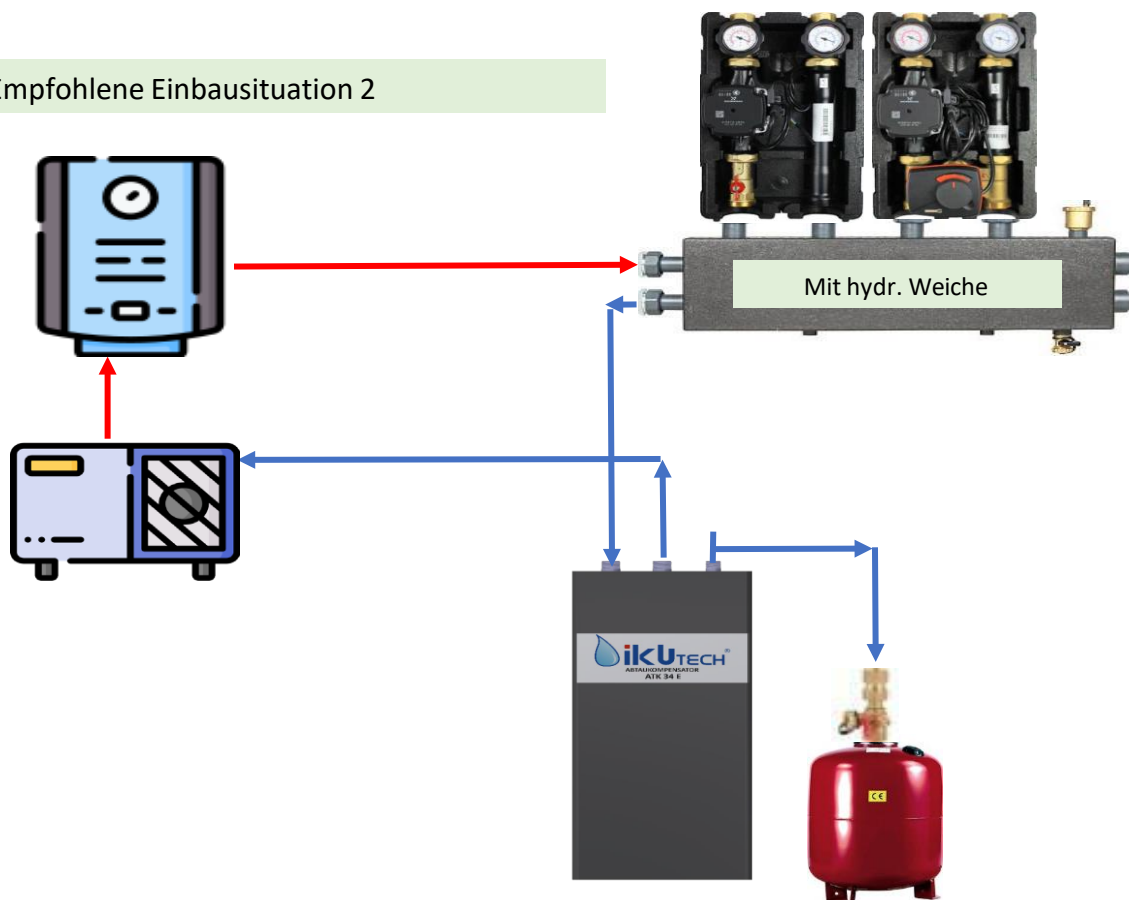 Empfohlene Einbausituation 2
Mit hydr. Weiche
iKUTECH®
ABTAUKOMPENSATOR
ATK 34 E
CE